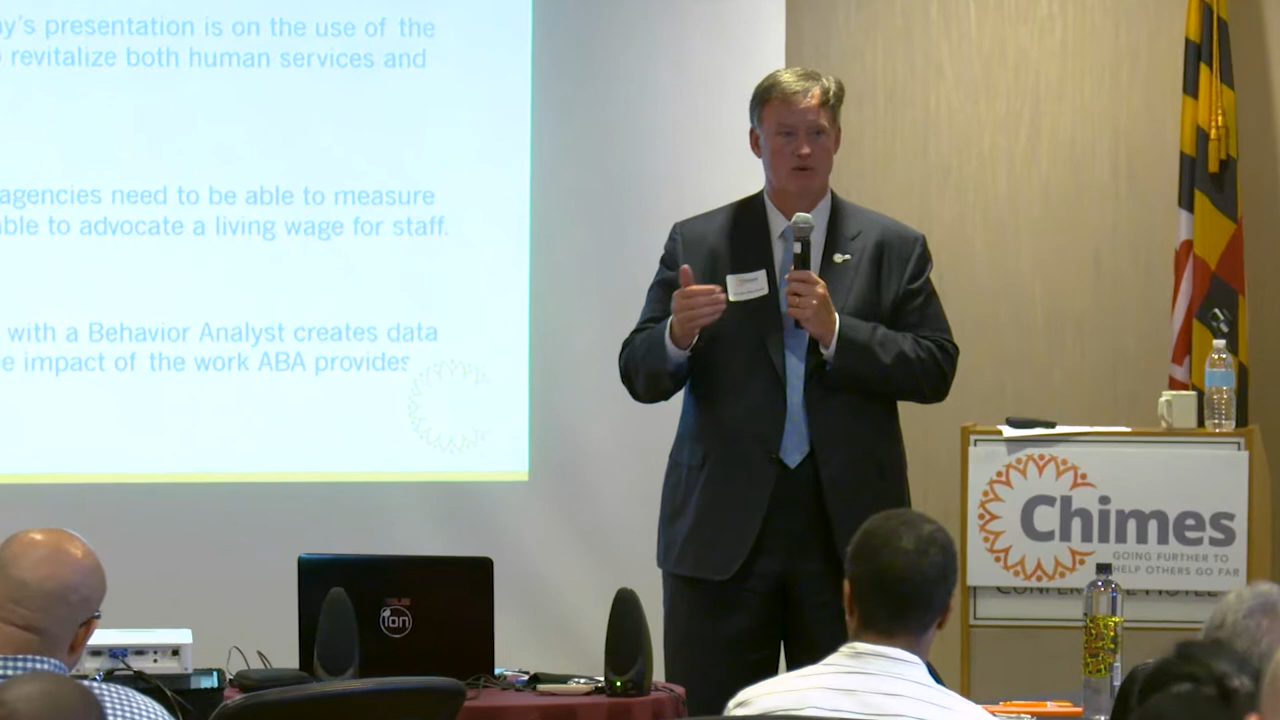 y's presentation is on the use of the
revitalize both human services and
agencies need to be able to measure
ble to advocate a living wage for staff.
with a Behavior Analyst creates data
e impact of the work ABA provides
Chimes
GOING FURTHER TO
HELP OTHERS GO FAR
ASUS
ion